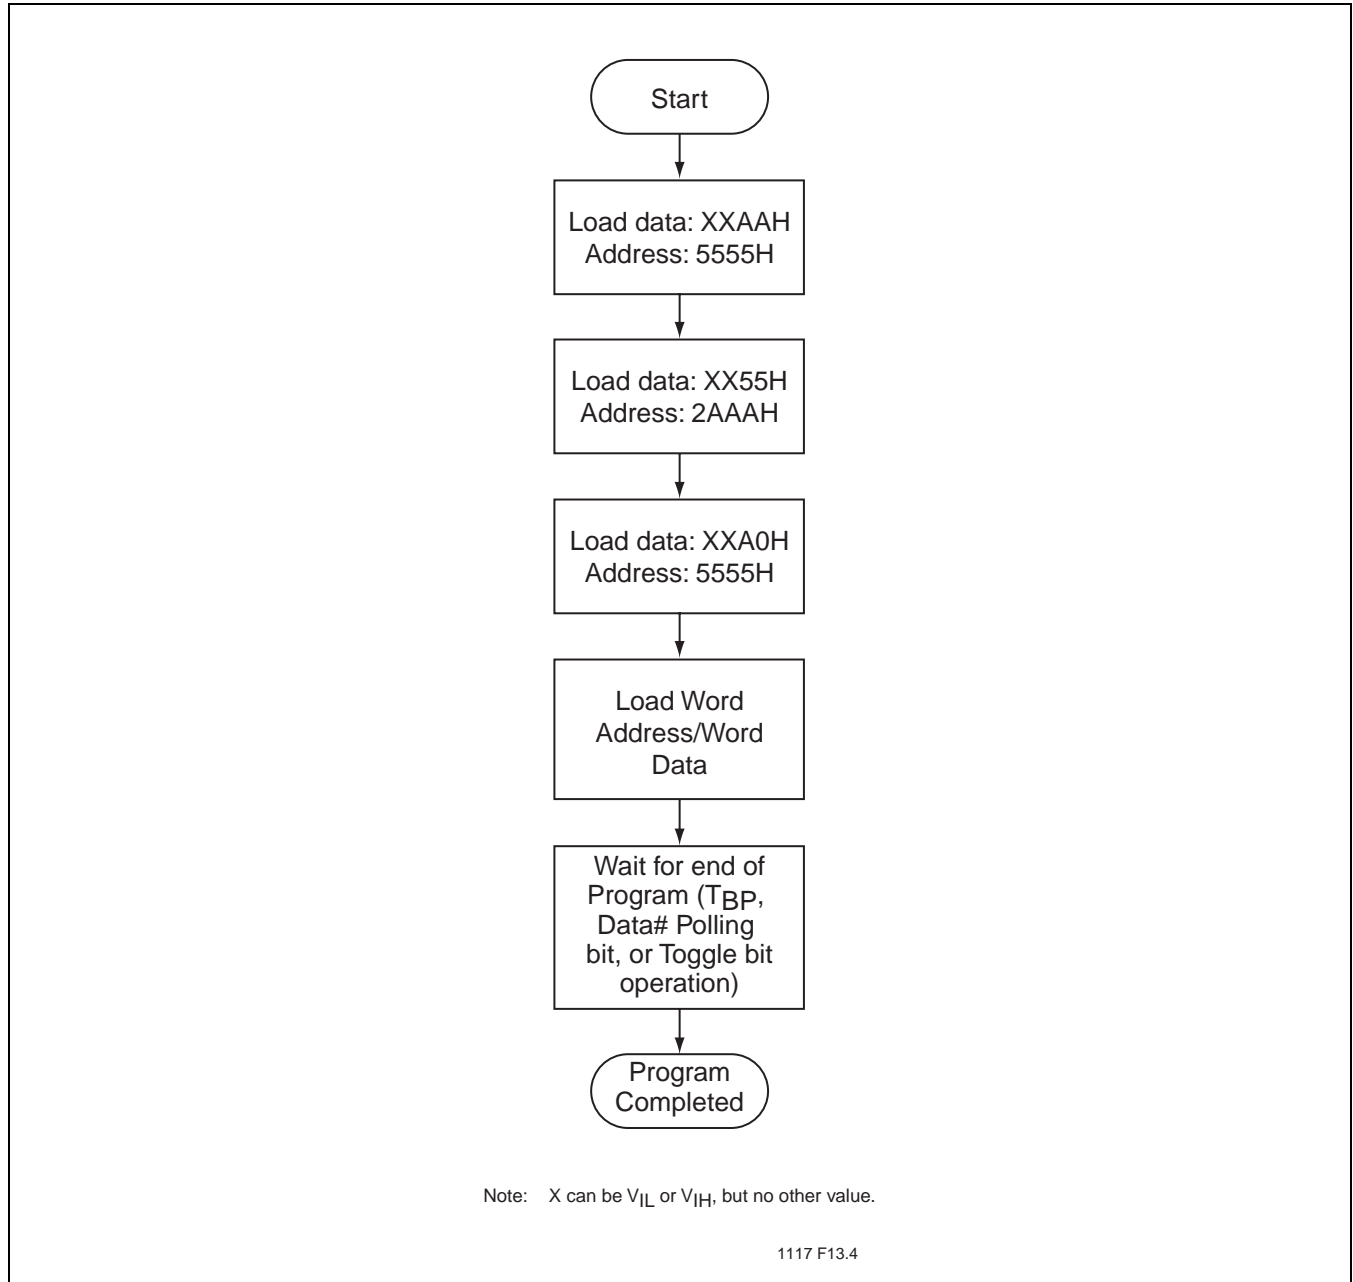 Start
Load data: XXAAH
Address: 5555H
Load data: XX55H
Address: 2AAAH
Load data: XXA0H
Address: 5555H
Load Word
Address/Word
Data
Wait for end of
Program (TBP,
Data# Polling
bit, or Toggle bit
operation)
Program
Completed
Note: X can be VIL or VIH, but no other value.
1117 F13.4